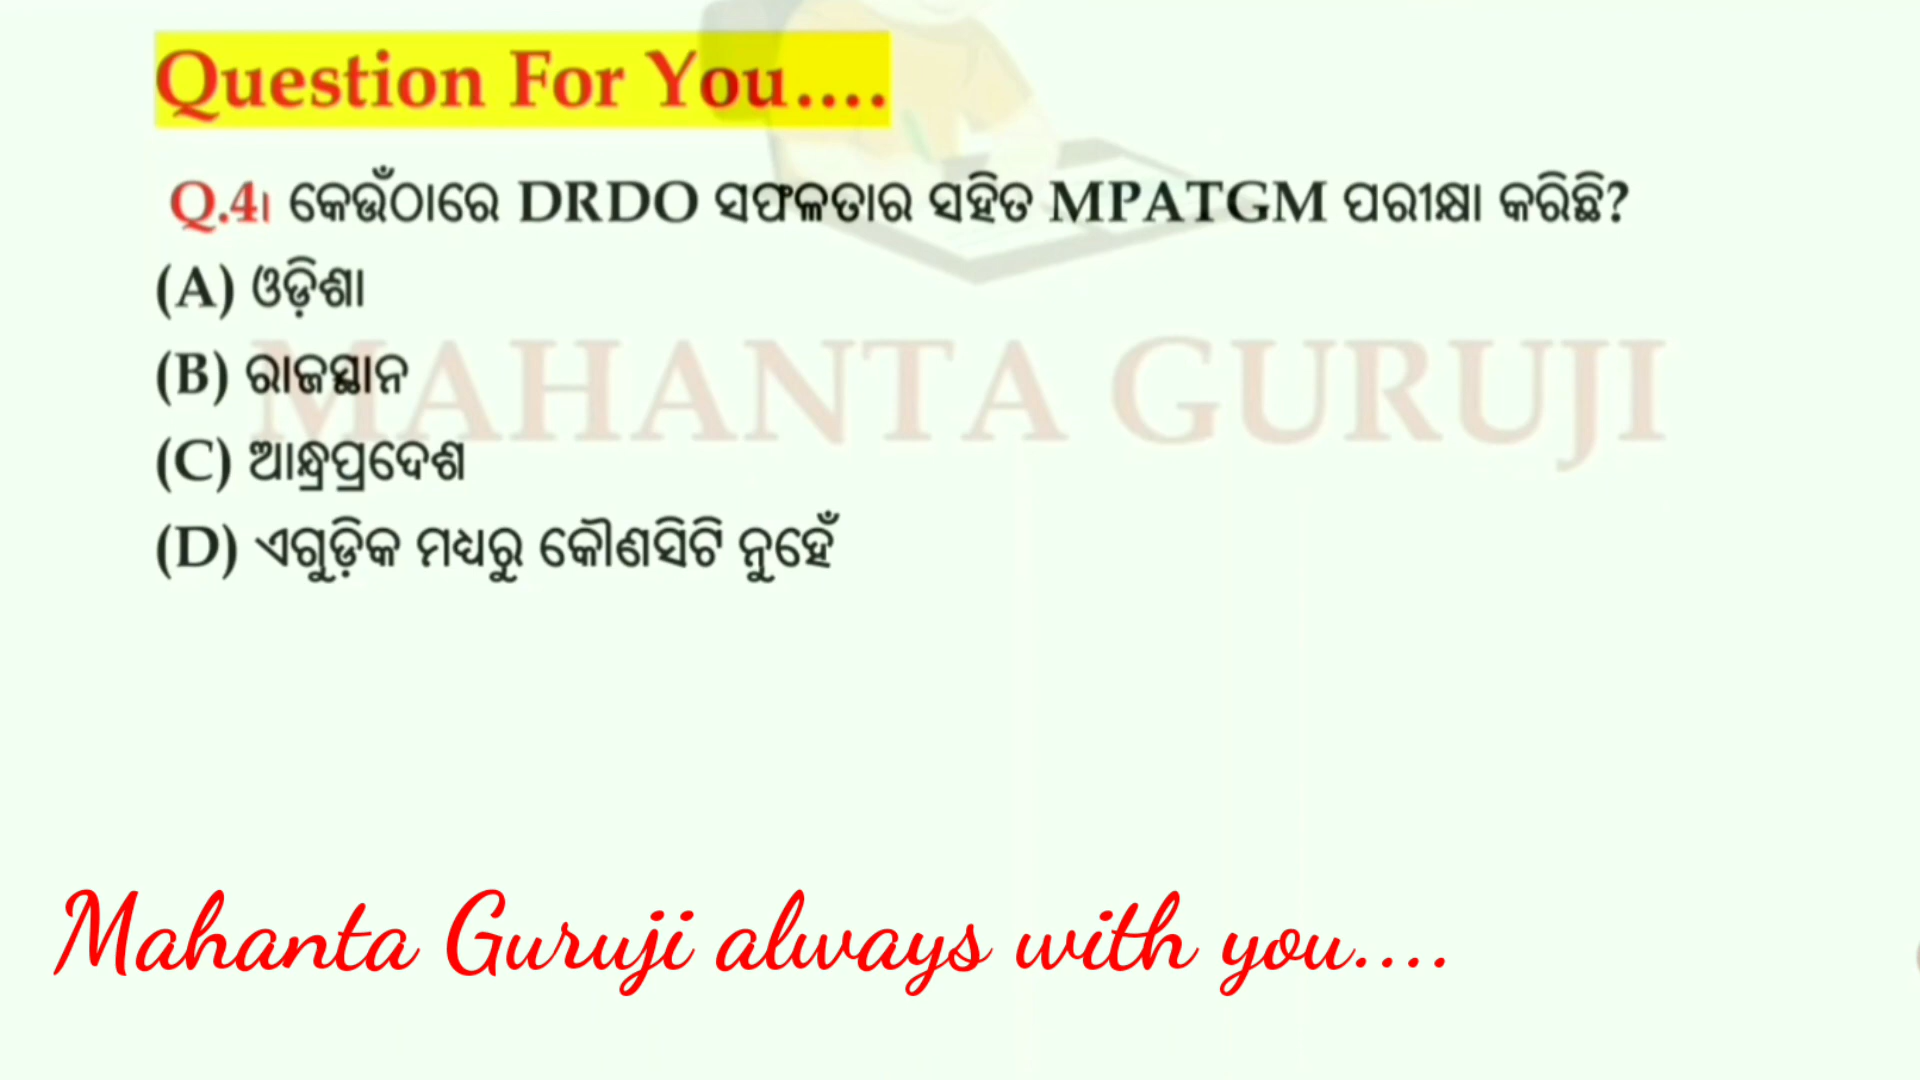 Question For You....
Q.4। କେଉଁଠାରେ DRDO ସଫଳତାର ସହିତ MPATGM ପରୀକ୍ଷା କରିଛି?
(A) ଓଡ଼ିଶା
(B) ରାଜସ୍ଥାନ
MAHANTA GURUJI
(C) ଆନ୍ଧ୍ରପ୍ରଦେଶ
(D) ଏଗୁଡ଼ିକ ମଧ୍ୟରୁ କୌଣସିଟି ନୁହେଁ
Mahanta Guruji always with you....